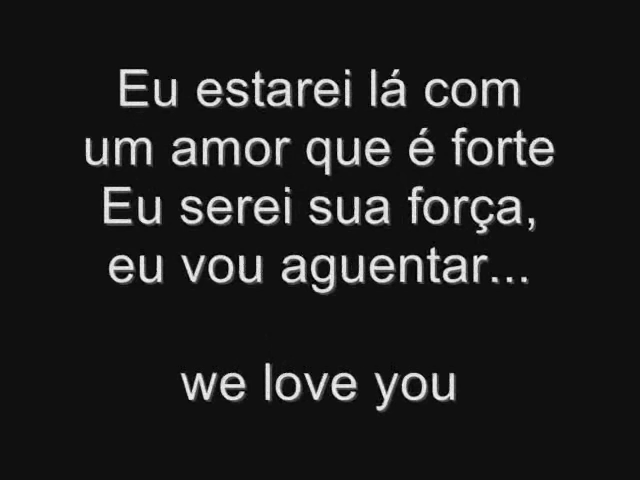 Eu estarei lá com
um amor que é forte
Eu serei sua força,
eu vou aguentar...
we love you